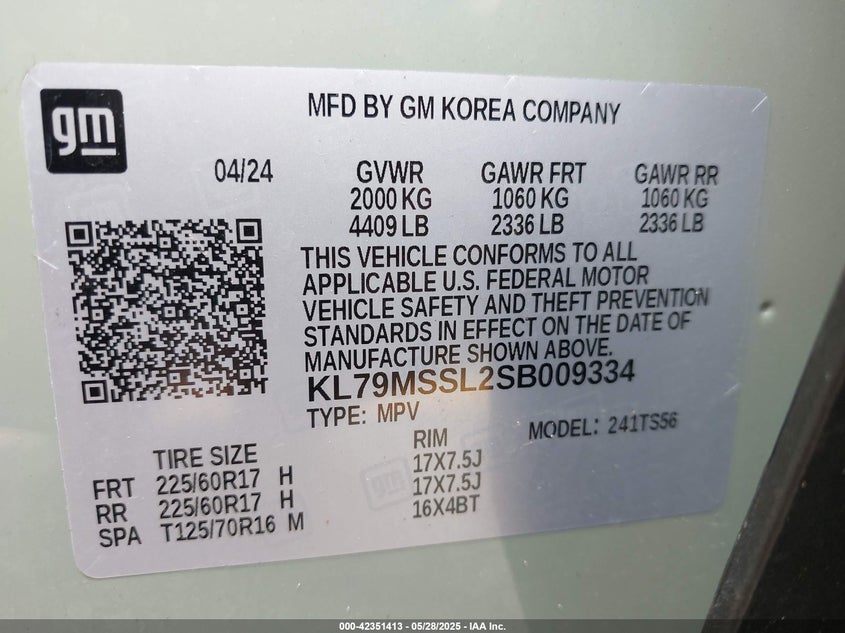 gm
MFD BY GM KOREA COMPANY
04/24 GVWR GAWR FRT GAWR RR
2000 KG 1060 KG 1060 KG
4409 LB 2336 LB 2336 LB
THIS VEHICLE CONFORMS TO ALL
APPLICABLE U.S. FEDERAL MOTOR
VEHICLE SAFETY AND THEFT PREVENTION
STANDARDS IN EFFECT ON THE DATE OF
MANUFACTURE SHOWN ABOVE.
KL79MSSL2SB009334
TYPE: MPV MODEL: 241TS56
TIRE SIZE RIM
FRT 225/60R17 H 17X7.5J
RR 225/60R17 H 17X7.5J
SPA T125/70R16 M 16X4BT
gm
000-42351413 - 05/28/2025 - IAA Inc.